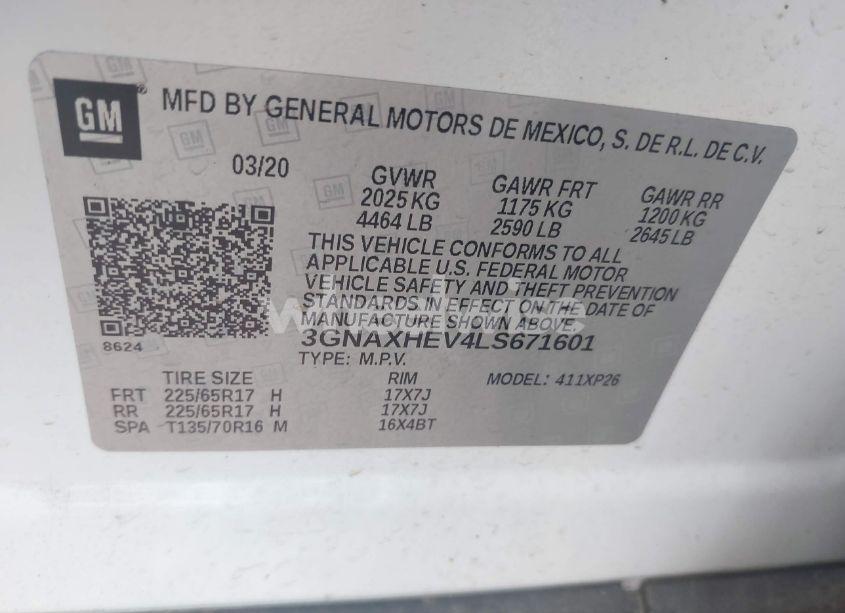 GM ® MFD BY GENERAL MOTORS DE MEXICO, S. DE R.L. DE C.V.
03/20 GVWR GAWR FRT GAWR RR
2025 KG 1175 KG 1200 KG
4464 LB 2590 LB 2645 LB
THIS VEHICLE CONFORMS TO ALL
APPLICABLE U.S. FEDERAL MOTOR
VEHICLE SAFETY AND THEFT PREVENTION
STANDARDS IN EFFECT ON THE DATE OF
MANUFACTURE SHOWN ABOVE.
8624 3GNAXHEV4LS671601
TYPE: M.P.V.
TIRE SIZE RIM MODEL: 411XP26
FRT 225/65R17 H 17X7J
RR 225/65R17 H 17X7J
SPA T135/70R16 M 16X4BT